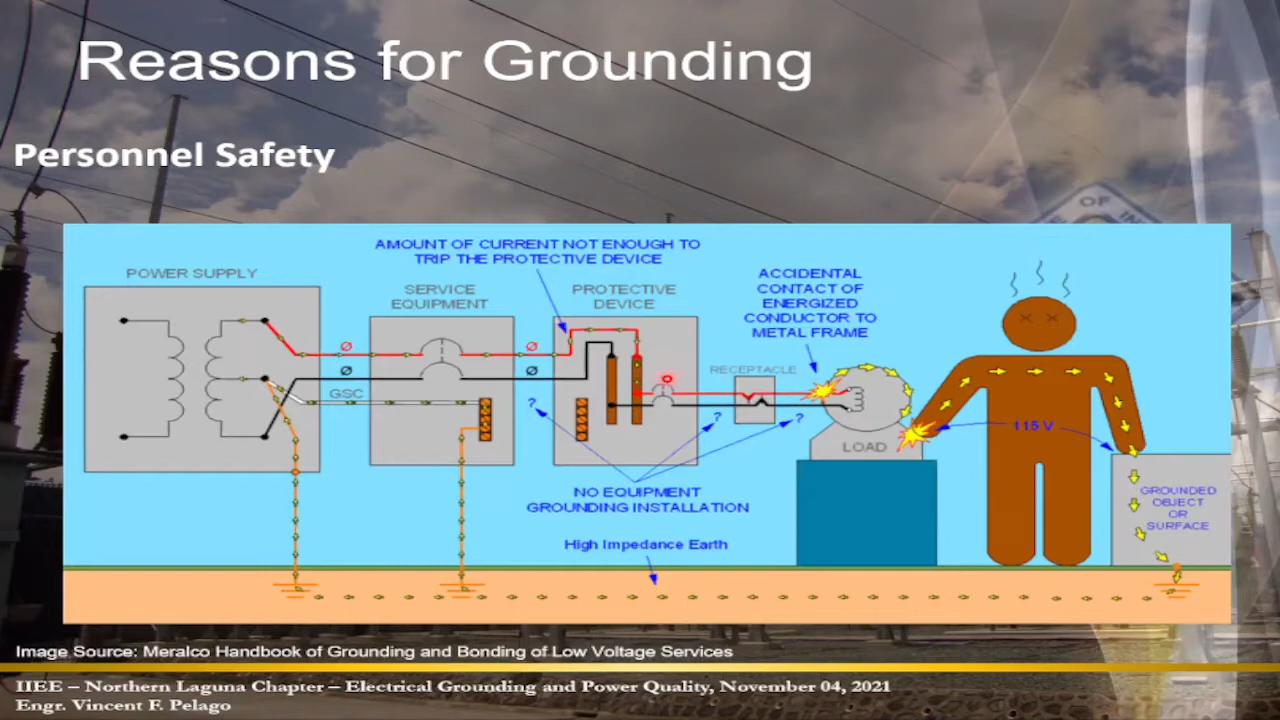 Reasons for Grounding
Personnel Safety
OF
AMOUNT OF CURRENT NOT ENOUGH TO
TRIP THE PROTECTIVE DEVICE
POWER SUPPLY
SERVICE
EQUIPMENT
PROTECTIVE
DEVICE
ACCIDENTAL
CONTACT OF
ENERGIZED
CONDUCTOR TO
METAL FRAME
Ø
Ø
Ø
Ø
RECEPTACLE
GSC
?
?
?
115 V
LOAD
NO EQUIPMENT
GROUNDING INSTALLATION
GROUNDED
OBJECT
OR
SURFACE
High Impedance Earth
Image Source: Meralco Handbook of Grounding and Bonding of Low Voltage Services
IIEE – Northern Laguna Chapter – Electrical Grounding and Power Quality, November 04, 2021
Engr. Vincent F. Pelago